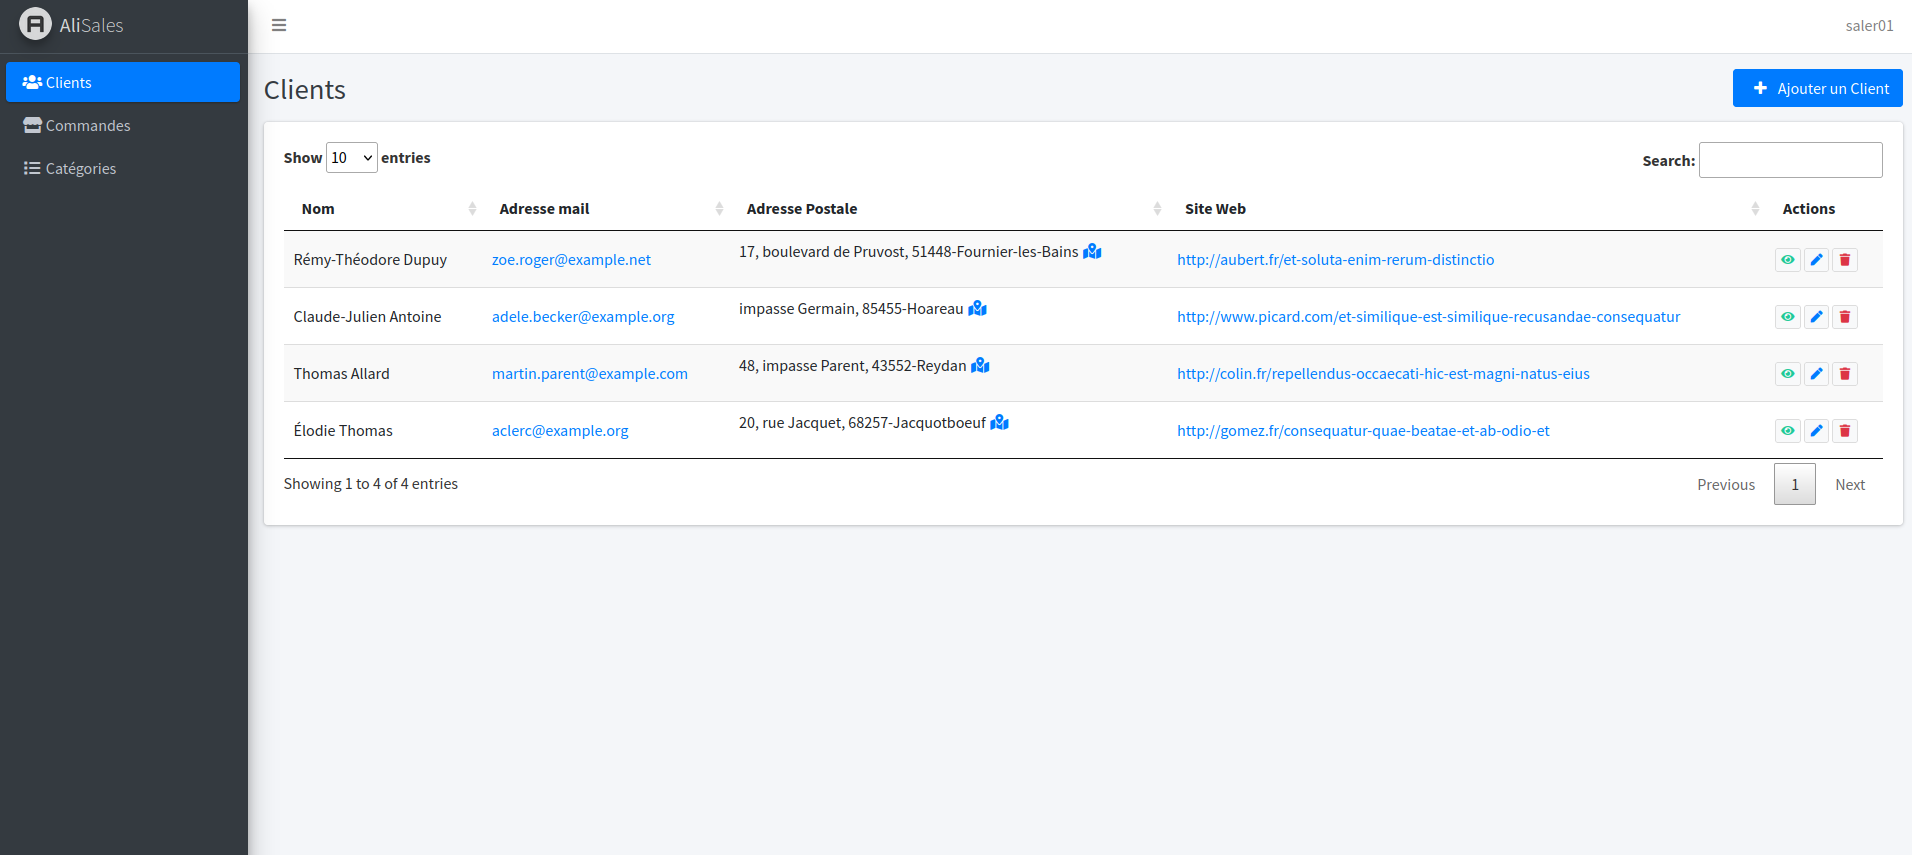 AliSales
saler01
Clients
Commandes
Catégories
Clients
Ajouter un Client
Show 10 entries
Search:
Nom Adresse mail Adresse Postale Site Web Actions
Rémy-Théodore Dupuy zoe.roger@example.net 17, boulevard de Pruvost, 51448-Fournier-les-Bains http://aubert.fr/et-soluta-enim-rerum-distinctio
Claude-Julien Antoine adele.becker@example.org impasse Germain, 85455-Hoareau http://www.picard.com/et-similique-est-similique-recusandae-consequatur
Thomas Allard martin.parent@example.com 48, impasse Parent, 43552-Reydan http://colin.fr/repellendus-occaecati-hic-est-magni-natus-eius
Élodie Thomas aclerc@example.org 20, rue Jacquet, 68257-Jacquotboeuf http://gomez.fr/consequatur-quae-beatae-et-ab-odio-et
Showing 1 to 4 of 4 entries
Previous 1 Next